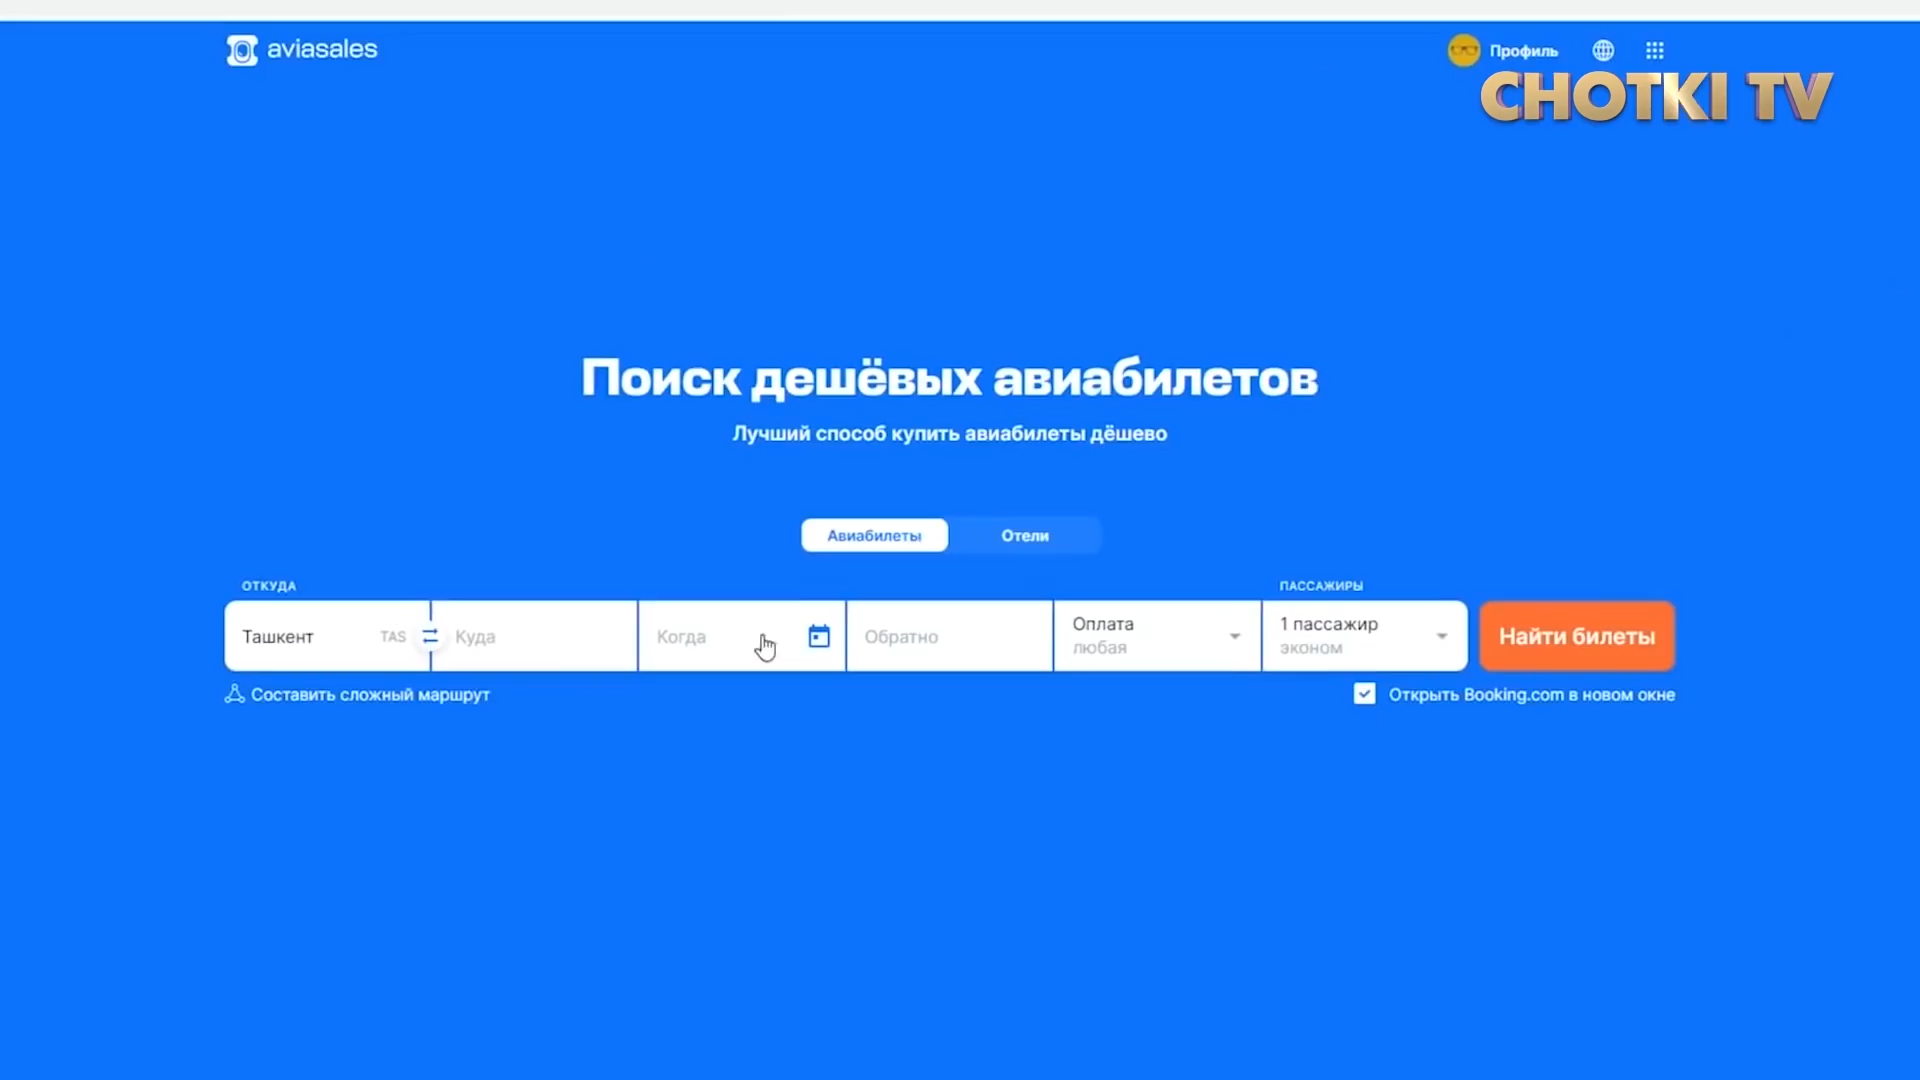 aviasales
Профиль
CHOTKI TV
Поиск дешёвых авиабилетов
Лучший способ купить авиабилеты дёшево
Авиабилеты
Отели
ОТКУДА
ПАССАЖИРЫ
Ташкент TAS
Куда
Когда
Обратно
Оплата
любая
1 пассажир
эконом
Найти билеты
Составить сложный маршрут
Открыть Booking.com в новом окне